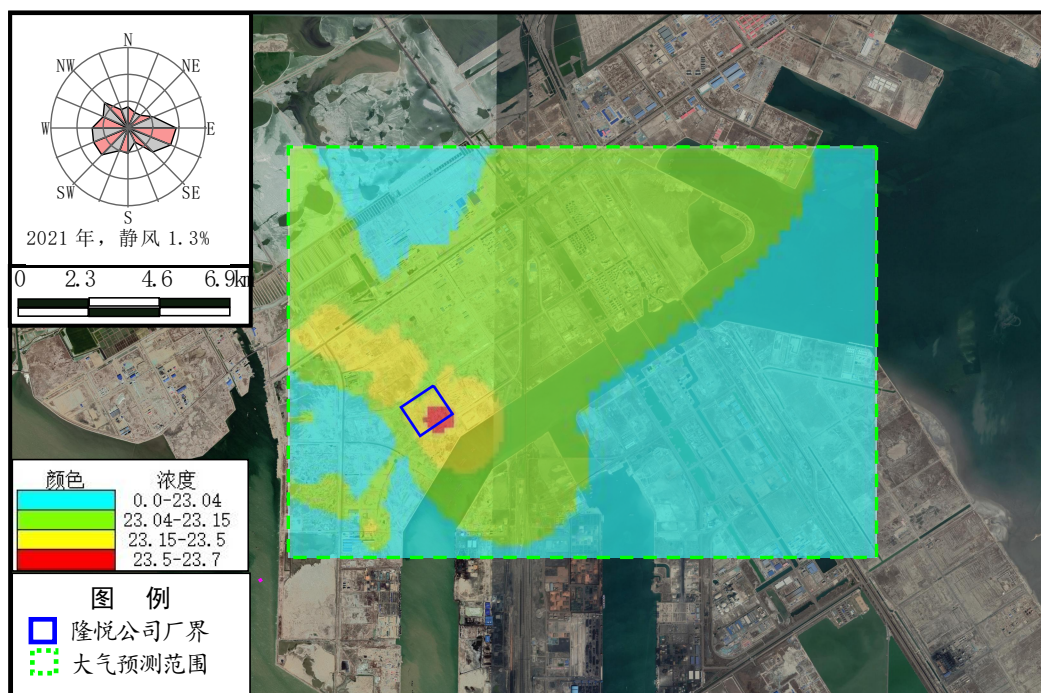 N
NW
NE
W
E
SW
SE
S
2021 年，静风 1.3%
0 2.3 4.6 6.9km
颜色 浓度
0.0-23.04
23.04-23.15
23.15-23.5
23.5-23.7
图 例
隆悦公司厂界
大气预测范围